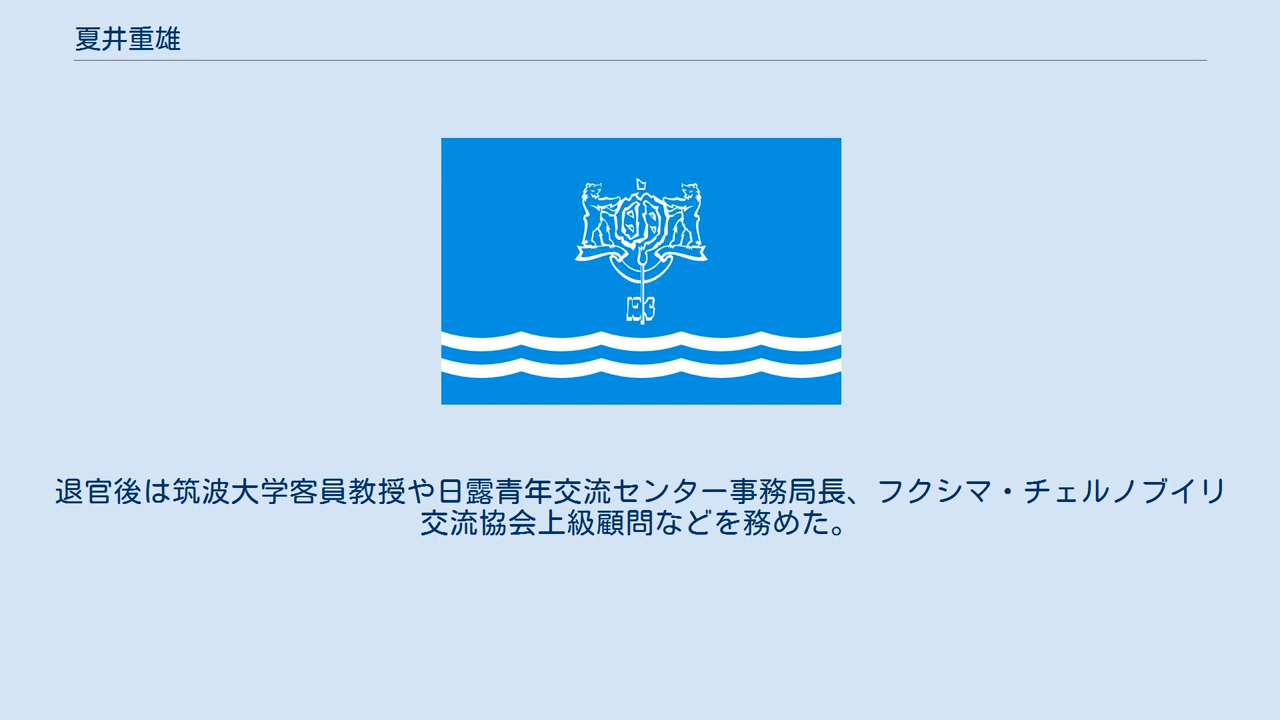 夏井重雄
退官後は筑波大学客員教授や日露青年交流センター事務局長、フクシマ・チェルノブイリ
交流協会上級顧問などを務めた。